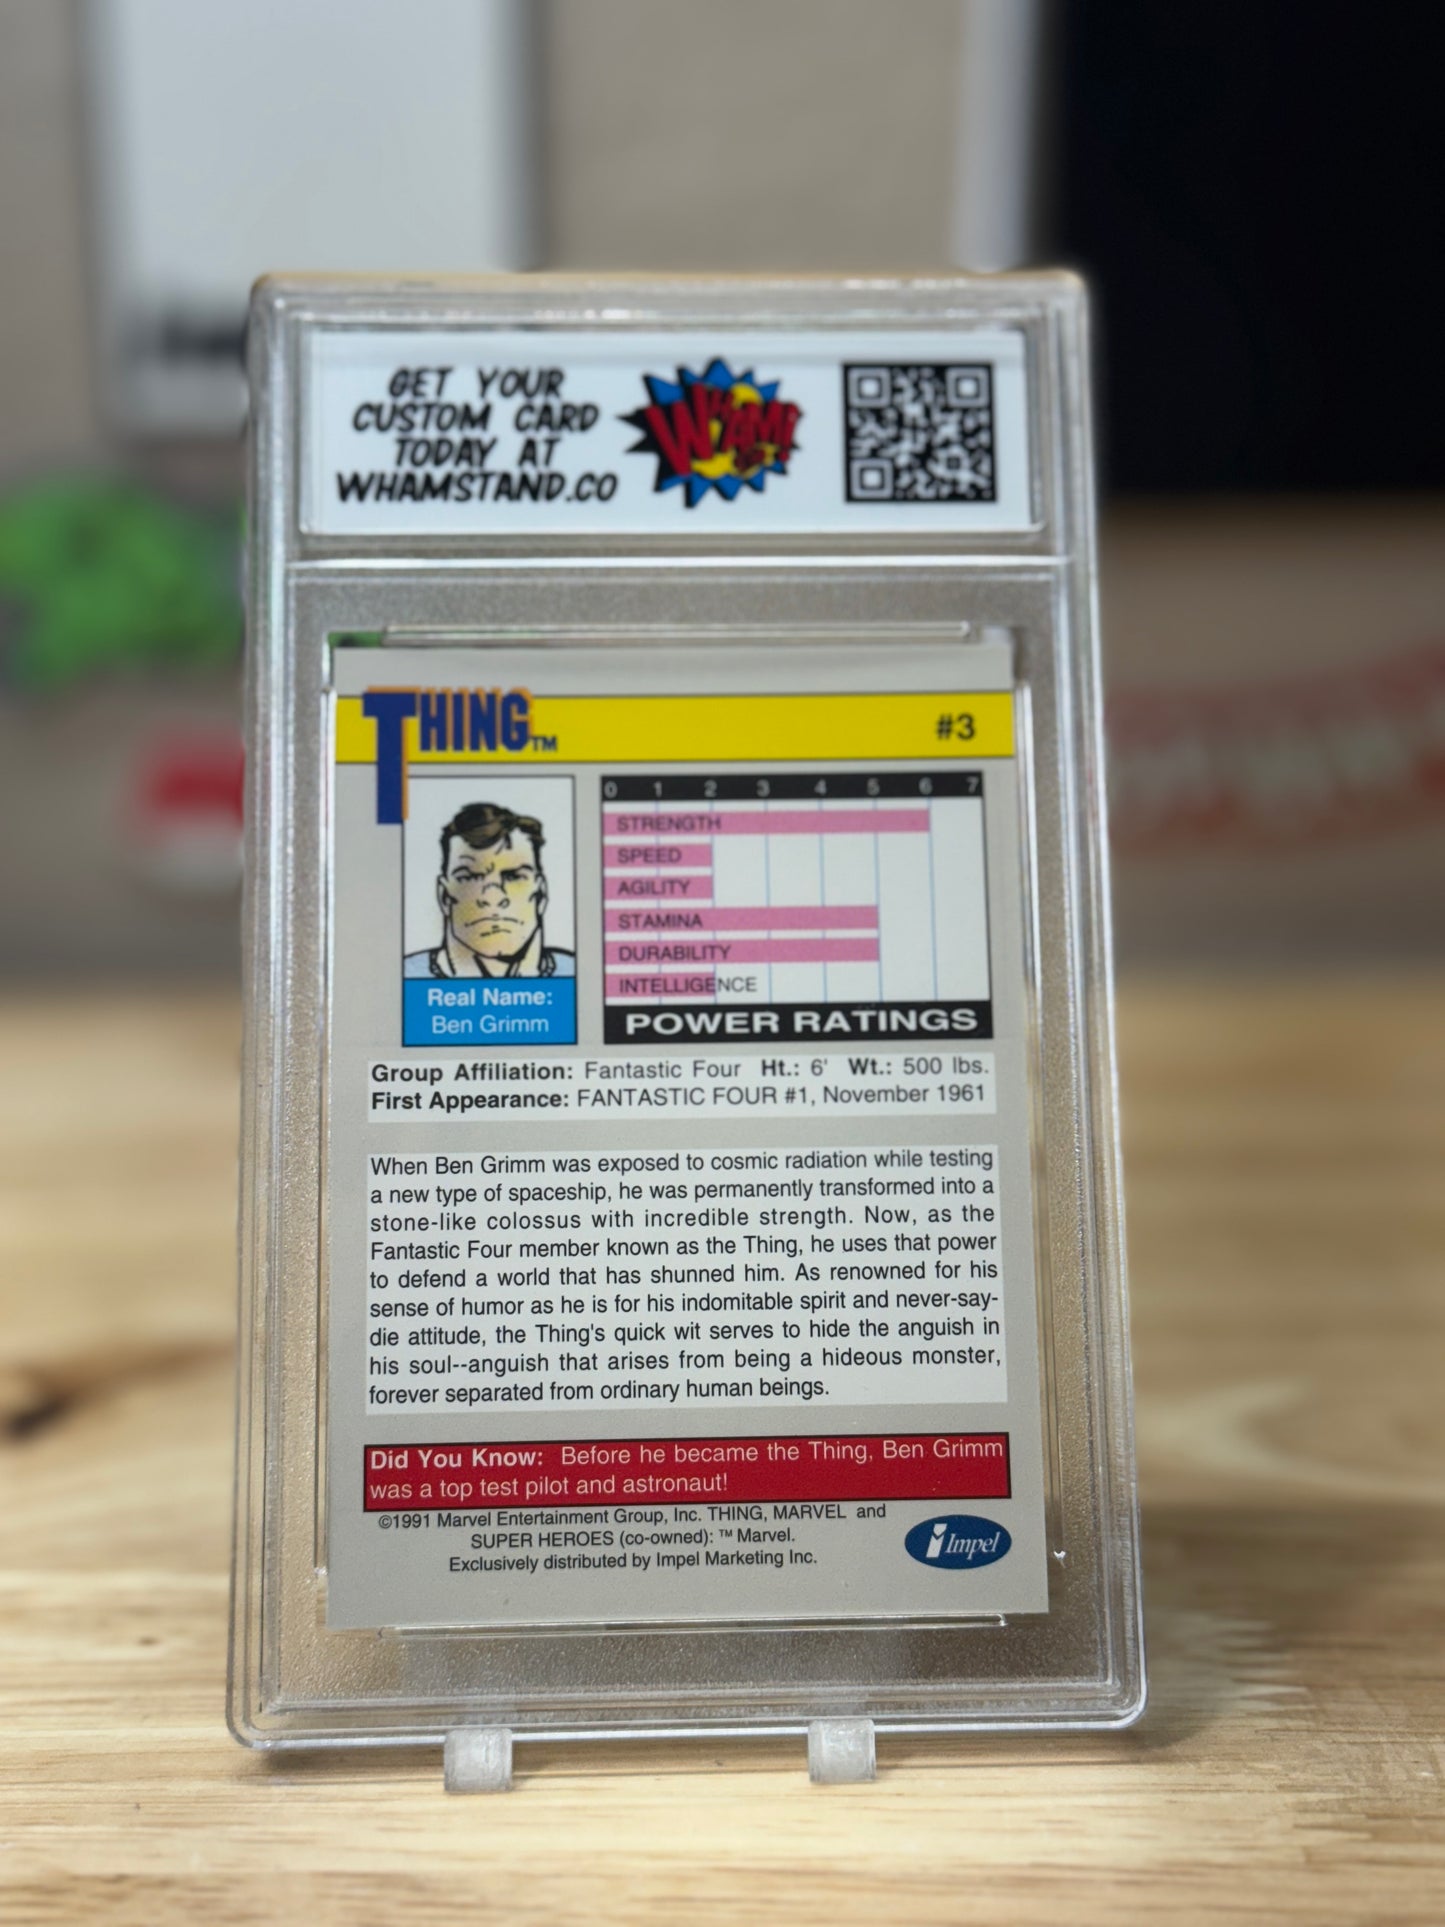 GET YOUR
CUSTOM CARD
TODAY AT
WHAMSTAND.CO
WHAM!
THING™
#3
0 1 2 3 4 5 6 7
STRENGTH
SPEED
AGILITY
STAMINA
DURABILITY
INTELLIGENCE
POWER RATINGS
Real Name:
Ben Grimm
Group Affiliation: Fantastic Four Ht.: 6' Wt.: 500 lbs.
First Appearance: FANTASTIC FOUR #1, November 1961
When Ben Grimm was exposed to cosmic radiation while testing
a new type of spaceship, he was permanently transformed into a
stone-like colossus with incredible strength. Now, as the
Fantastic Four member known as the Thing, he uses that power
to defend a world that has shunned him. As renowned for his
sense of humor as he is for his indomitable spirit and never-say-
die attitude, the Thing's quick wit serves to hide the anguish in
his soul--anguish that arises from being a hideous monster,
forever separated from ordinary human beings.
Did You Know: Before he became the Thing, Ben Grimm
was a top test pilot and astronaut!
©1991 Marvel Entertainment Group, Inc. THING, MARVEL and
SUPER HEROES (co-owned): ™ Marvel.
Exclusively distributed by Impel Marketing Inc.
Impel